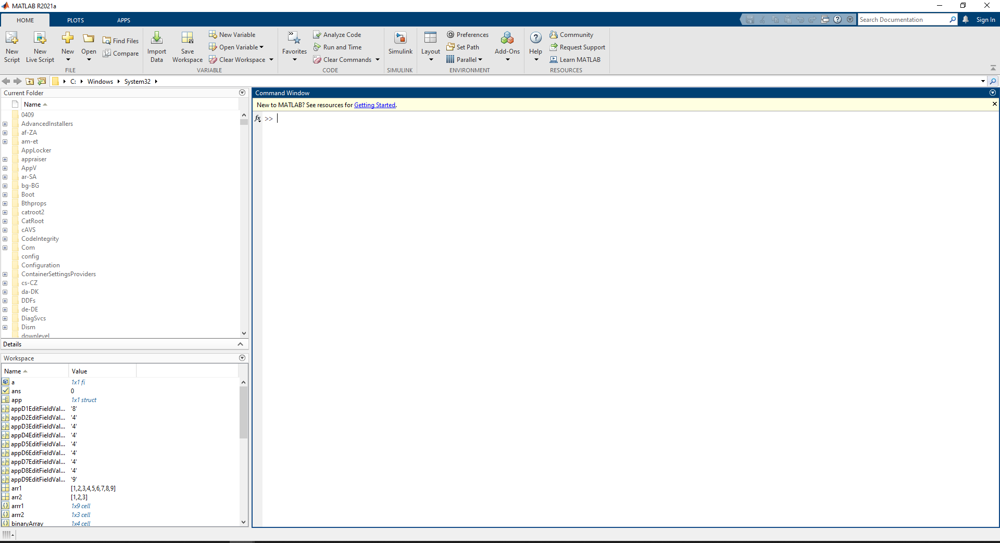 MATLAB R2021a
HOME PLOTS APPS
Search Documentation
Sign In
New Script
New Live Script
New
Open
Find Files
Compare
FILE
Import Data
Save Workspace
New Variable
Open Variable
Clear Workspace
VARIABLE
Favorites
Analyze Code
Run and Time
Clear Commands
CODE
Simulink
SIMULINK
Layout
Preferences
Set Path
Parallel
Add-Ons
ENVIRONMENT
Help
Community
Request Support
Learn MATLAB
RESOURCES
C: Windows System32
Current Folder
Name
0409
AdvancedInstallers
af-ZA
am-et
AppLocker
appraiser
AppV
ar-SA
bg-BG
Boot
Bthprops
catroot2
CatRoot
cAVS
CodeIntegrity
Com
config
Configuration
ContainerSettingsProviders
cs-CZ
da-DK
DDFs
de-DE
DiagSvcs
Dism
downlevel
Details
Workspace
Name Value
a 1x1 fi
ans 0
app 1x1 struct
appD1EditFieldVal... '8'
appD2EditFieldVal... '4'
appD3EditFieldVal... '4'
appD4EditFieldVal... '4'
appD5EditFieldVal... '4'
appD6EditFieldVal... '4'
appD7EditFieldVal... '4'
appD8EditFieldVal... '4'
appD9EditFieldVal... '9'
arr1 [1,2,3,4,5,6,7,8,9]
arr2 [1,2,3]
arrr1 1x9 cell
arrr2 1x3 cell
binaryArray 1x4 cell
Command Window
New to MATLAB? See resources for Getting Started.
fx >>